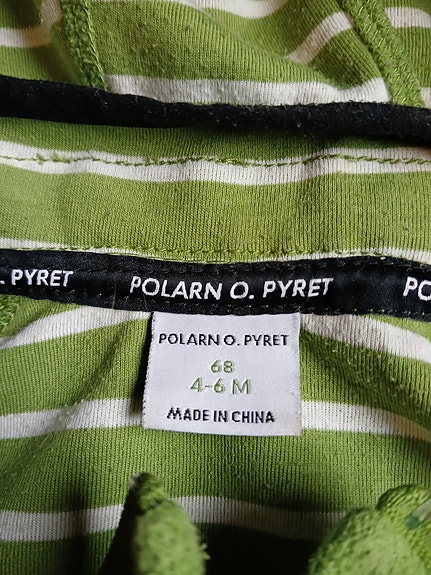 . PYRET POLARN O. PYRET PO
POLARN O. PYRET
68
4-6 M
MADE IN CHINA